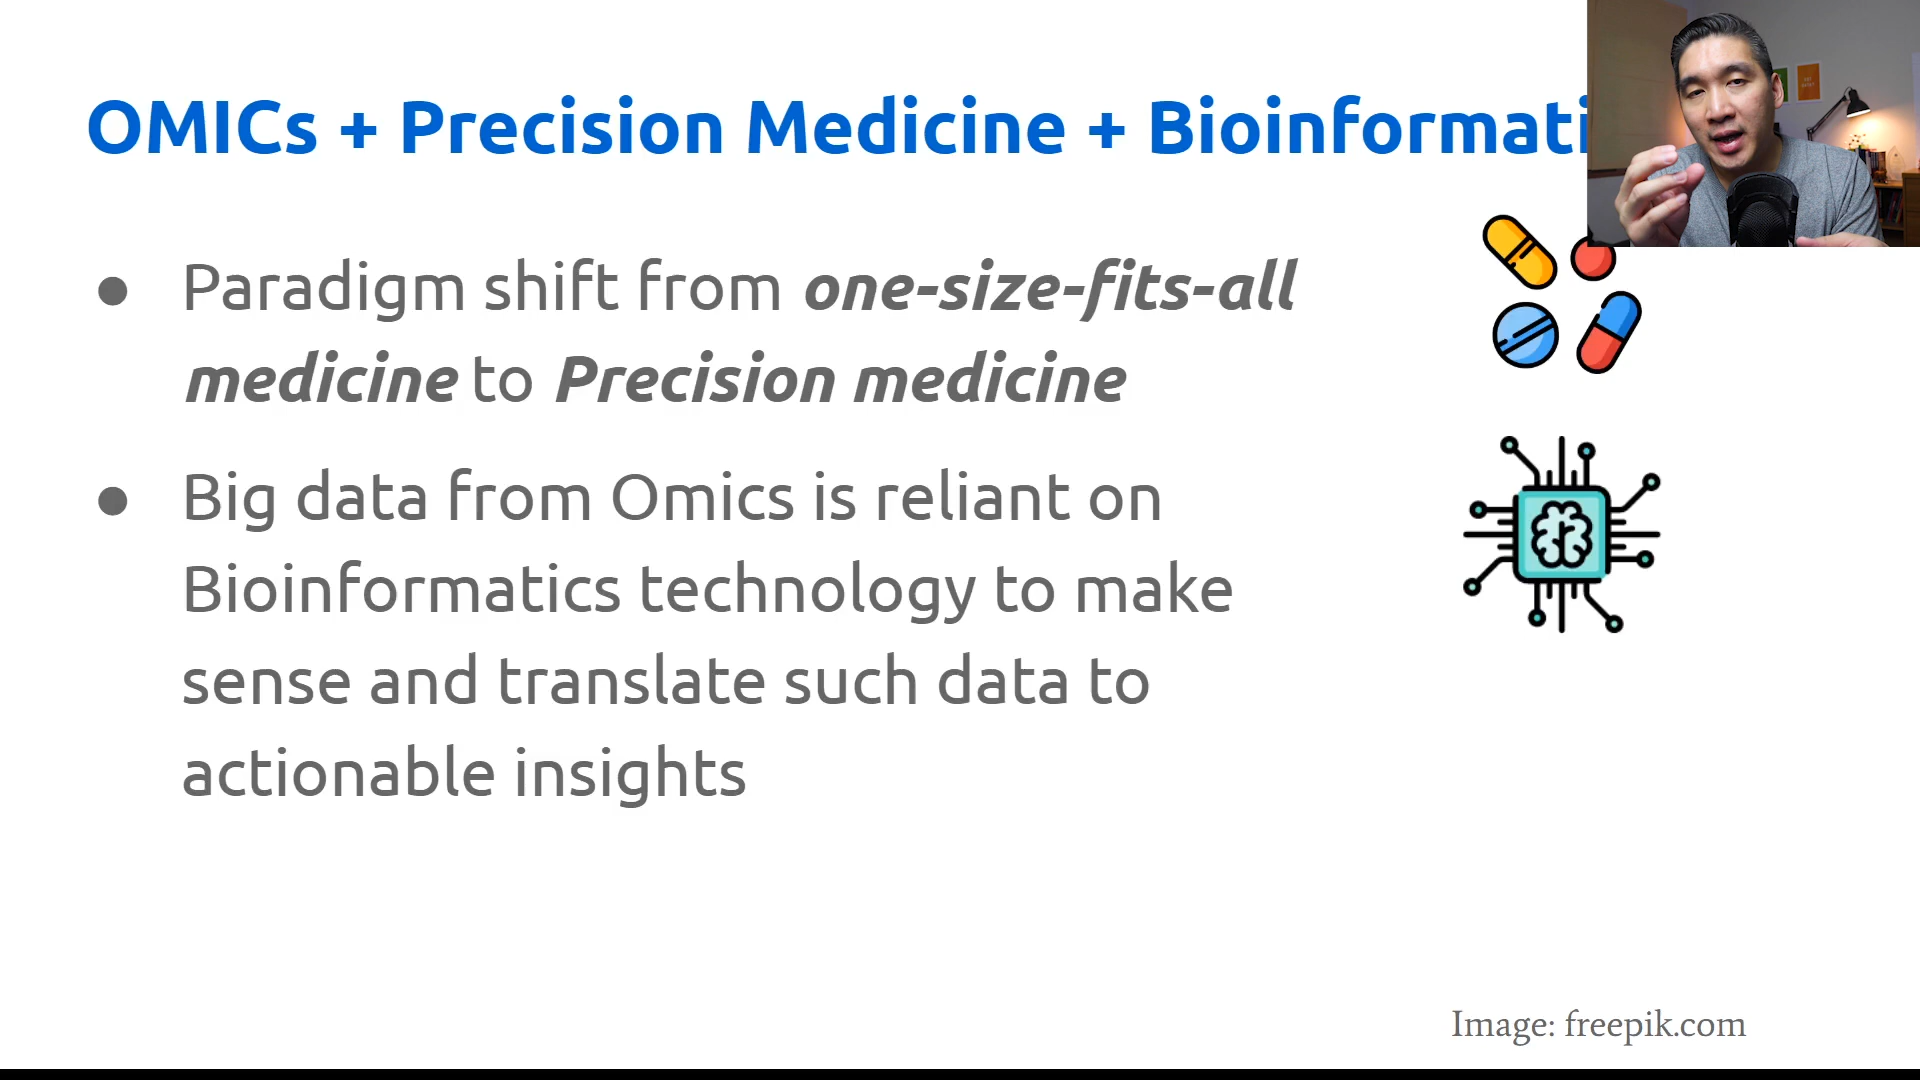 OMICs + Precision Medicine + Bioinformati
● Paradigm shift from one-size-fits-all
medicine to Precision medicine
● Big data from Omics is reliant on
Bioinformatics technology to make
sense and translate such data to
actionable insights
Image: freepik.com